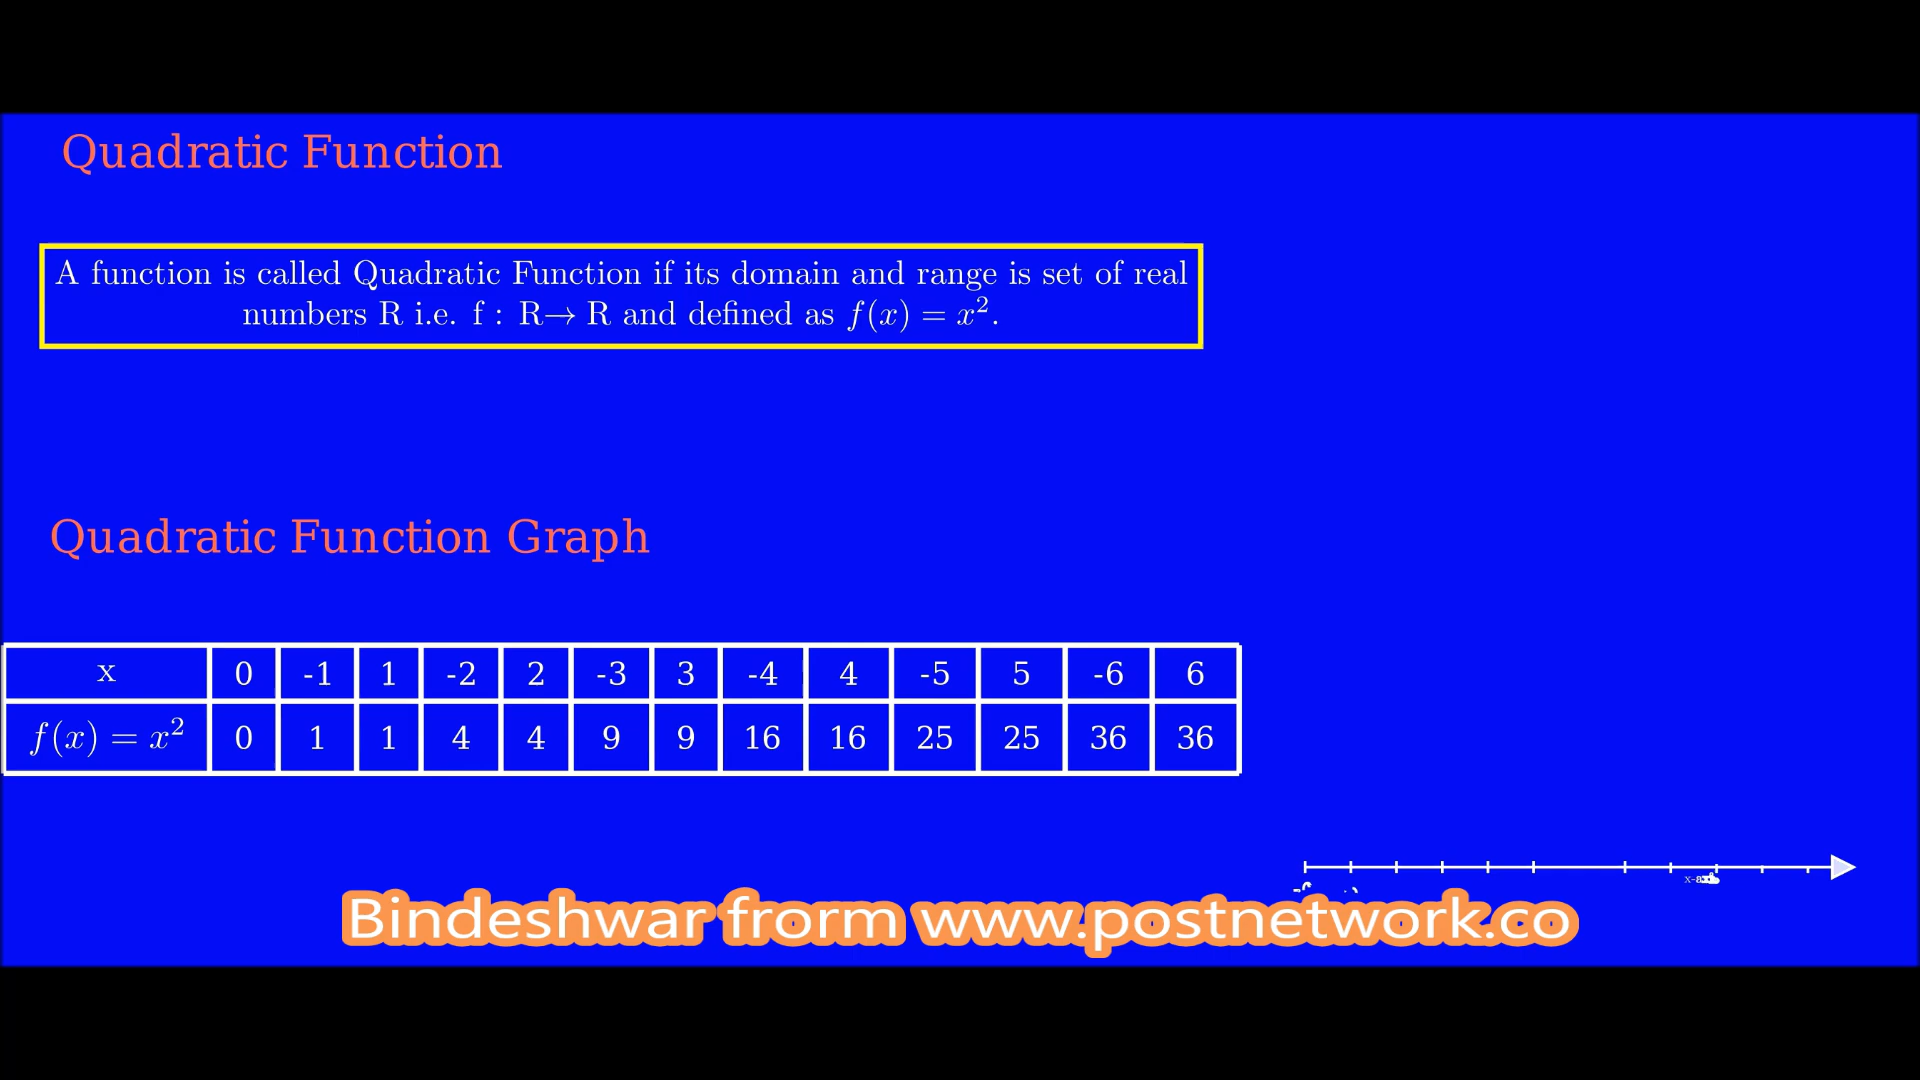 Quadratic Function
A function is called Quadratic Function if its domain and range is set of real
numbers R i.e. f : R→ R and defined as f(x) = x².
Quadratic Function Graph
x 0 -1 1 -2 2 -3 3 -4 4 -5 5 -6 6
f(x) = x² 0 1 1 4 4 9 9 16 16 25 25 36 36
Bindeshwar frorm www.postnetwork.co